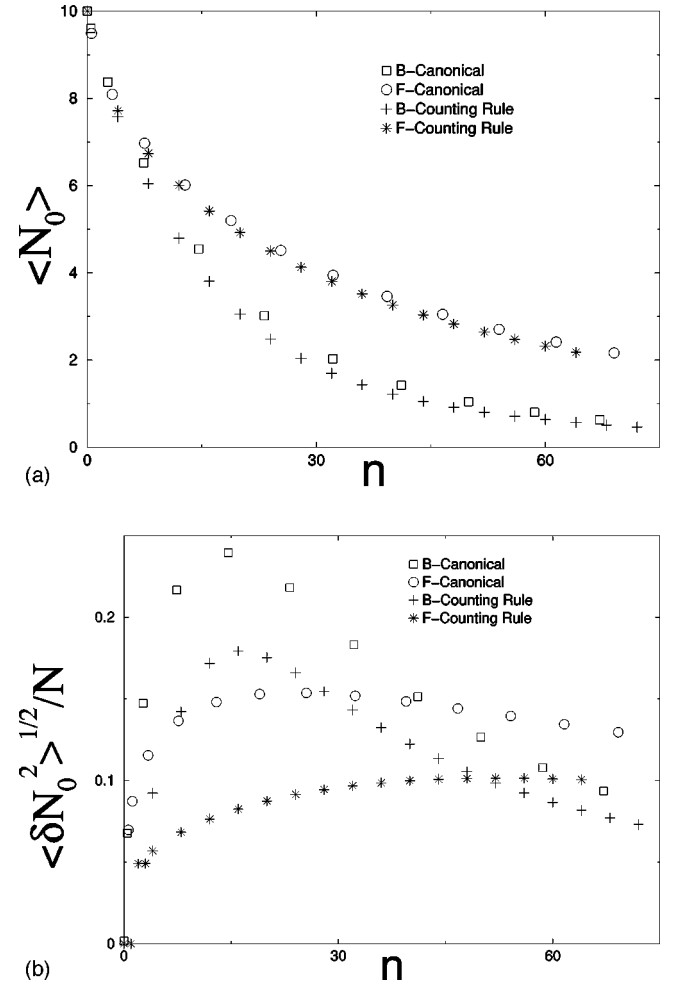 10
8
6
4
2
0
<N₀>
□ B-Canonical
○ F-Canonical
+ B-Counting Rule
* F-Counting Rule
0 30 60
(a) n
0.2
0.1
0
<δN₀²>^1/2/N
□ B-Canonical
○ F-Canonical
+ B-Counting Rule
* F-Counting Rule
0 30 60
(b) n